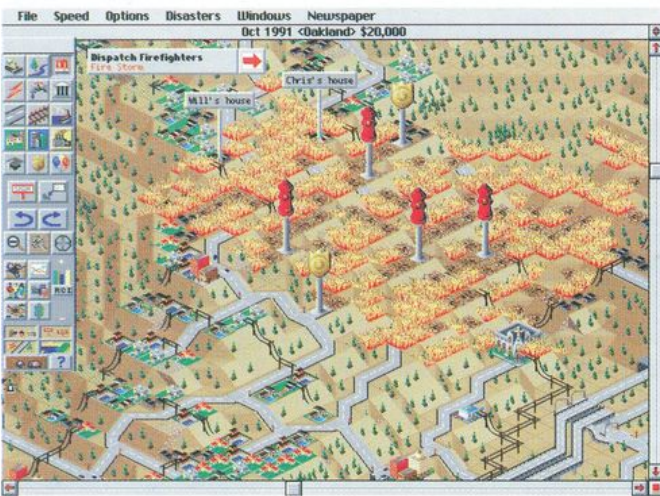 File Speed Options Disasters Windows Newspaper
Oct 1991 <Oakland> $20,000
Dispatch Firefighters
Fire Storm
Chris's house
Will's house
RCI
?